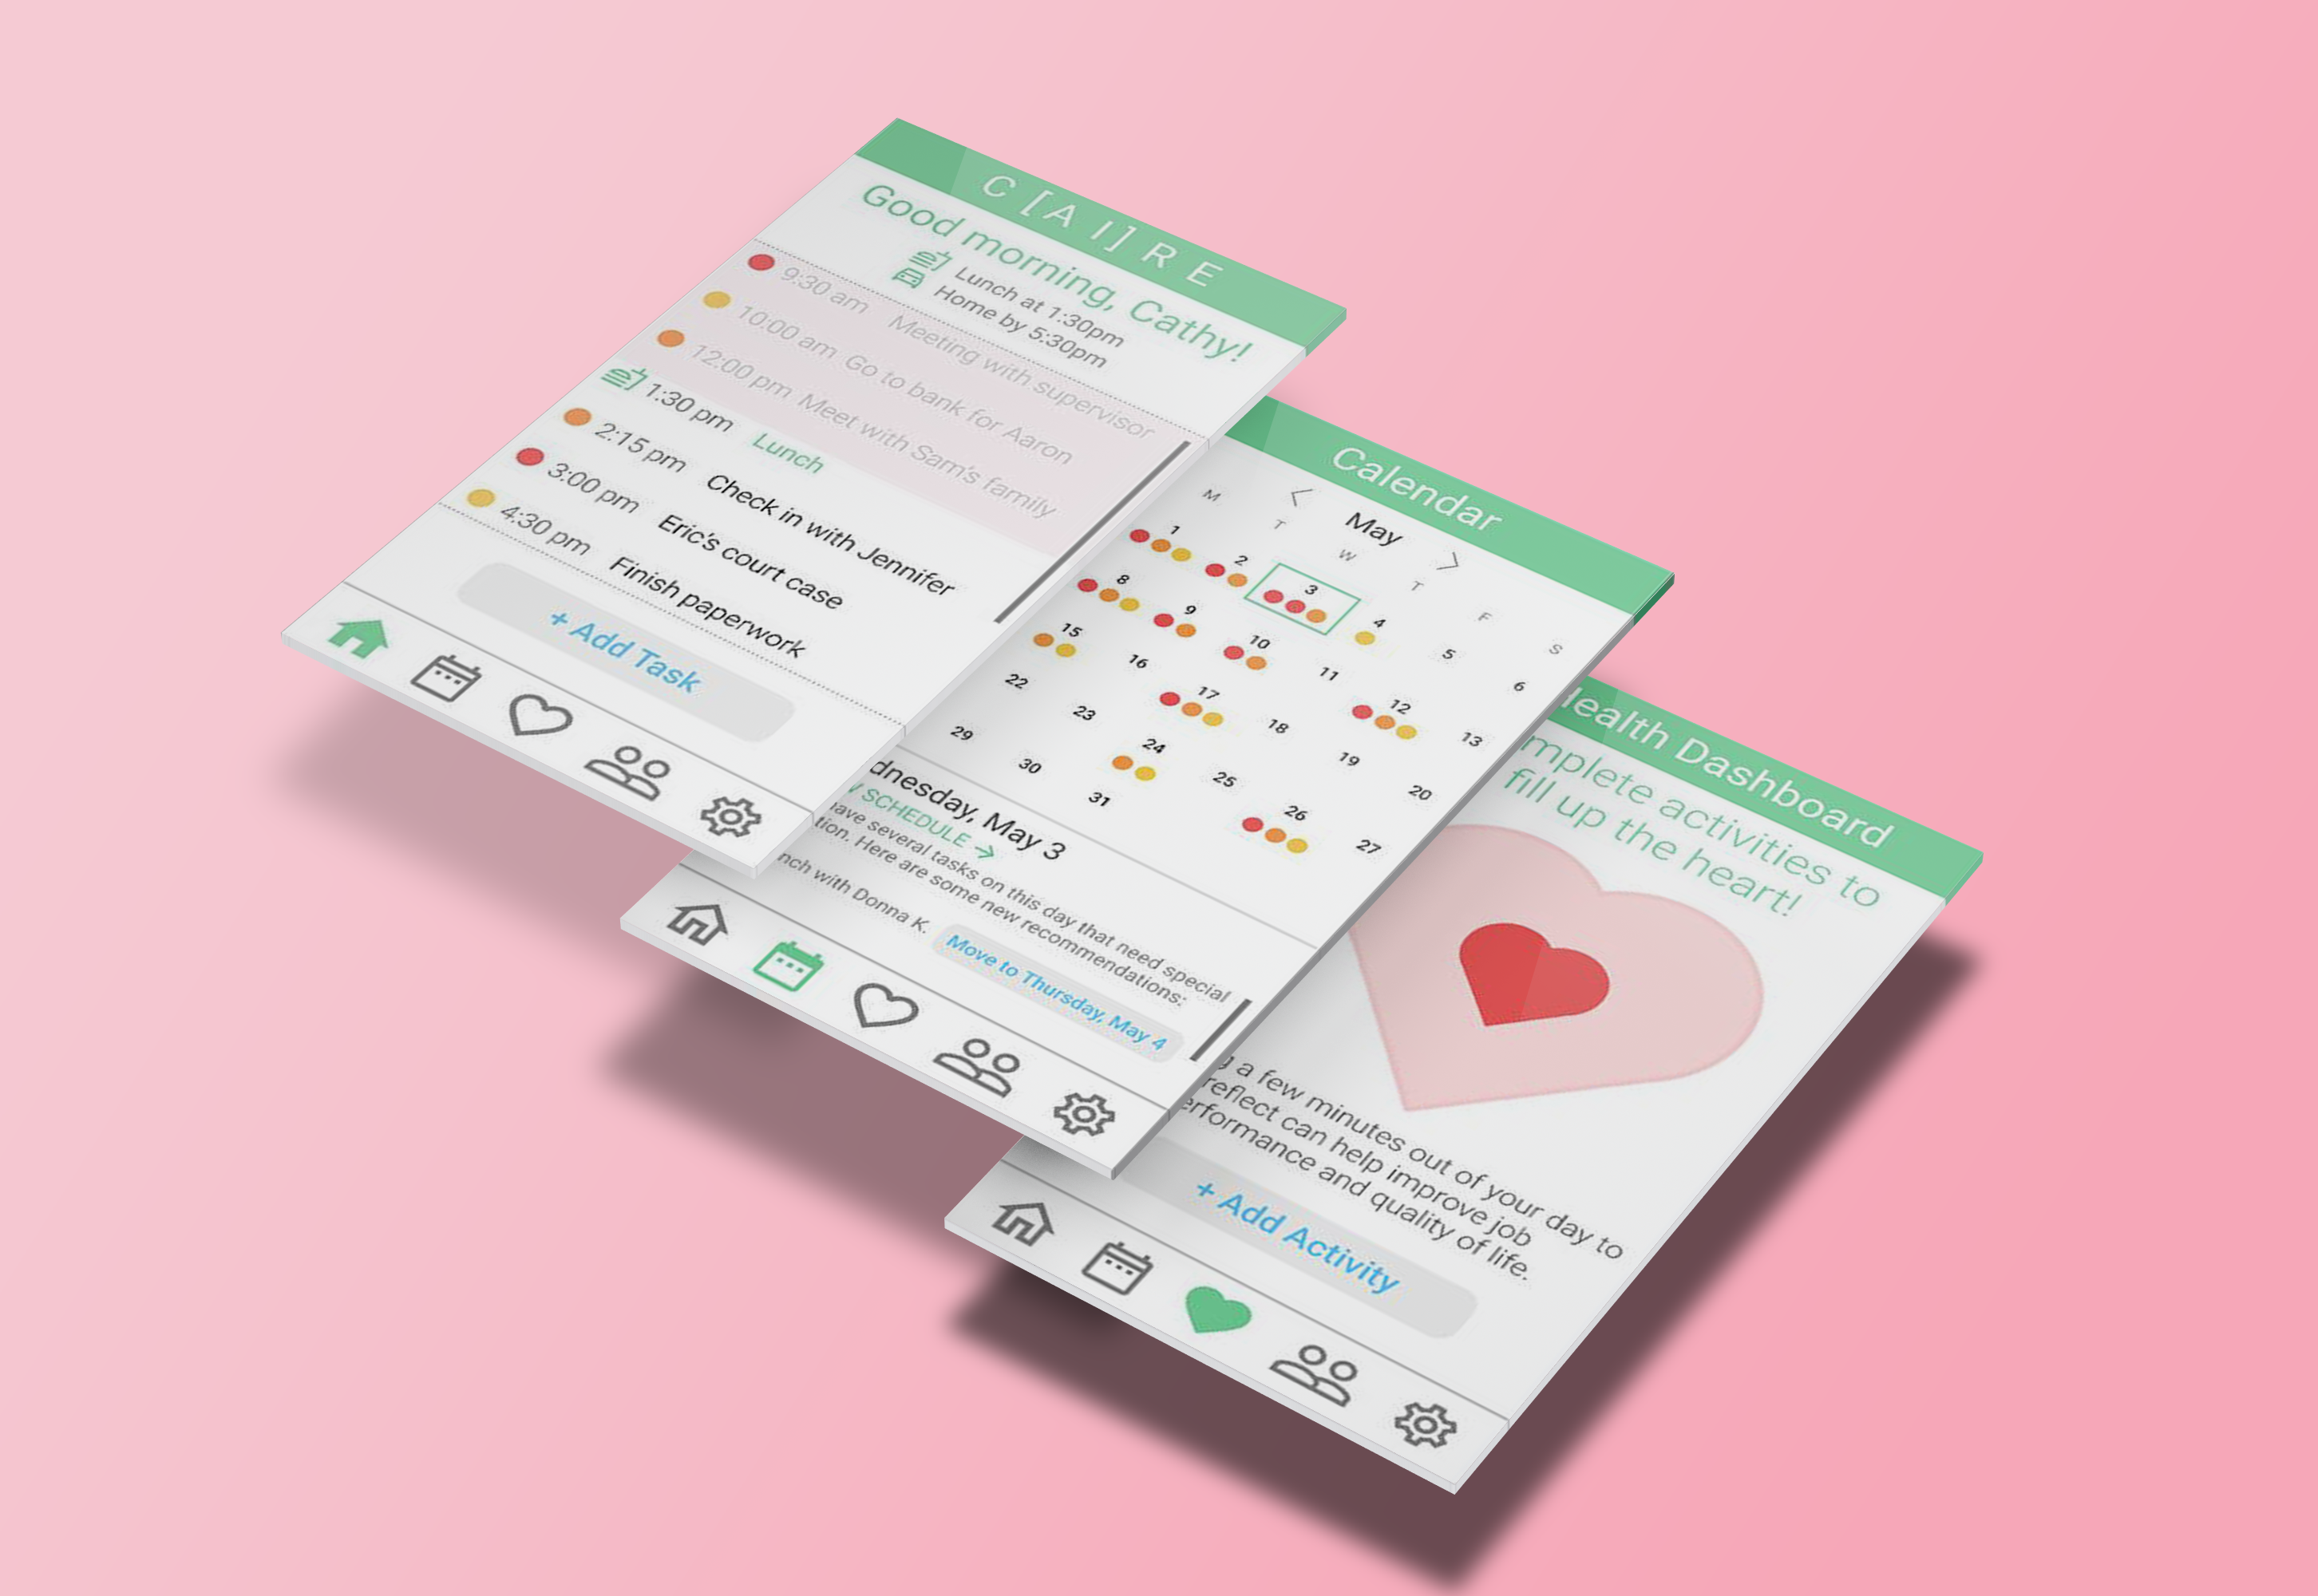 C [A I] R E
Good morning, Cathy!
Lunch at 1:30pm
Home by 5:30pm
9:30 am Meeting with supervisor
10:00 am Go to bank for Aaron
12:00 pm Meet with Sam's family
1:30 pm Lunch
2:15 pm Check in with Jennifer
3:00 pm Eric's court case
4:30 pm Finish paperwork
+ Add Task
Calendar
< May >
M T W T F S
1 2 3 4 5 6
8 9 10 11 12 13
15 16 17 18 19 20
22 23 24 25 26 27
29 30 31
dnesday, May 3
SCHEDULE →
ave several tasks on this day that need special
tion. Here are some new recommendations:
nch with Donna K. Move to Thursday, May 4
Health Dashboard
mplete activities to
fill up the heart!
g a few minutes out of your day to
reflect can help improve job
erformance and quality of life.
+ Add Activity